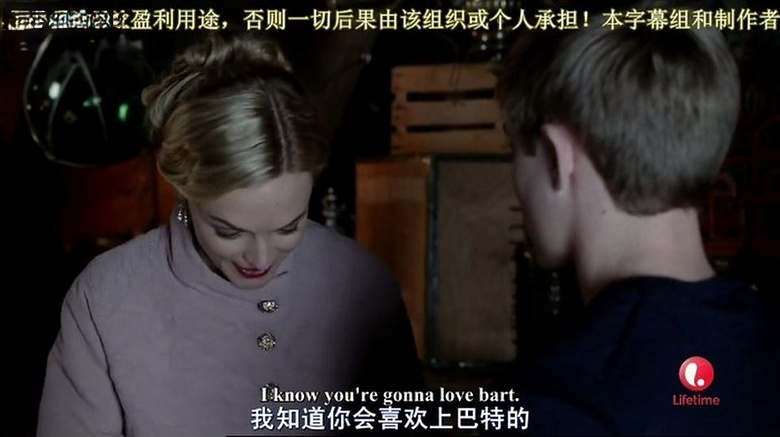 盈利用途，否则一切后果由该组织或个人承担！本字幕组和制作者
I know you're gonna love bart.
我知道你会喜欢上巴特的
Lifetime